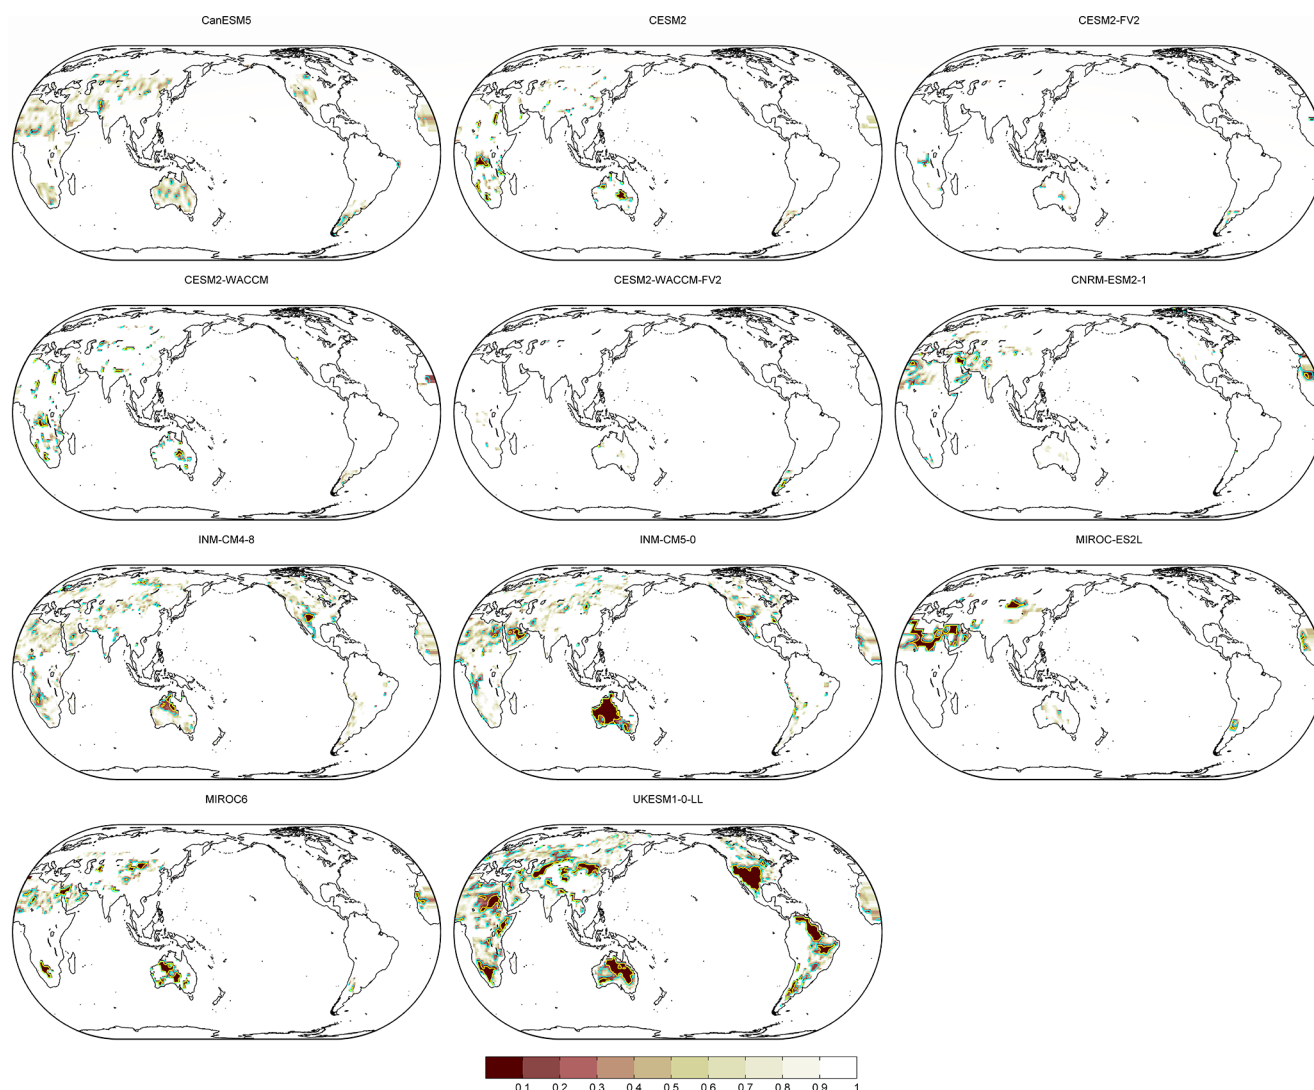 CanESM5 CESM2 CESM2-FV2
CESM2-WACCM CESM2-WACCM-FV2 CNRM-ESM2-1
INM-CM4-8 INM-CM5-0 MIROC-ES2L
MIROC6 UKESM1-0-LL
0.1 0.2 0.3 0.4 0.5 0.6 0.7 0.8 0.9 1